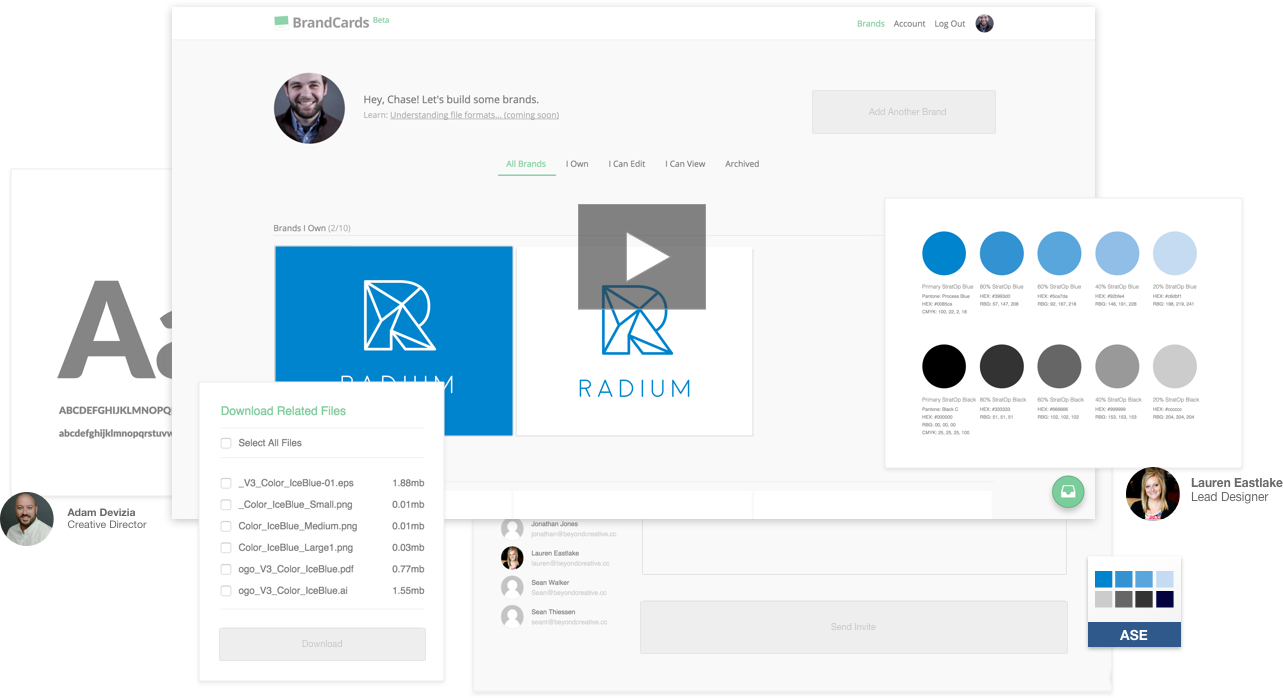 BrandCards Beta
Brands Account Log Out
Hey, Chase! Let's build some brands.
Learn: Understanding file formats... (coming soon)
Add Another Brand
All Brands I Own I Can Edit I Can View Archived
Brands I Own (2/10)
RADIUM
RADIUM
Aa
ABCDEFGHIJKLMNOPQ
abcdefghijklmnopqrstuvw
Adam Devizia
Creative Director
Download Related Files
Select All Files
_V3_Color_IceBlue-01.eps 1.88mb
_Color_IceBlue_Small.png 0.01mb
Color_IceBlue_Medium.png 0.01mb
Color_IceBlue_Large1.png 0.03mb
ogo_V3_Color_IceBlue.pdf 0.77mb
ogo_V3_Color_IceBlue.ai 1.55mb
Download
Primary StratOp Blue
Pantone: Process Blue
HEX: #0085ca
CMYK: 100, 22, 2, 18
80% StratOp Blue
HEX: #3993d0
RBG: 57, 147, 208
60% StratOp Blue
HEX: #5ca7da
RBG: 92, 167, 218
40% StratOp Blue
HEX: #92bfe4
RBG: 146, 191, 228
20% StratOp Blue
HEX: #c6dbf1
RBG: 198, 219, 241
Primary StratOp Black
Pantone: Black C
HEX: #000000
RBG: 00, 00, 00
CMYK: 25, 25, 25, 100
80% StratOp Black
HEX: #333333
RBG: 51, 51, 51
60% StratOp Black
HEX: #666666
RBG: 102, 102, 102
40% StratOp Black
HEX: #999999
RBG: 153, 153, 153
20% StratOp Black
HEX: #cccccc
RBG: 204, 204, 204
Lauren Eastlake
Lead Designer
Jonathan Jones
jonathan@beyondcreative.cc
Lauren Eastlake
lauren@beyondcreative.cc
Sean Walker
Sean@beyondcreative.cc
Sean Thiessen
seant@beyondcreative.cc
Send Invite
ASE